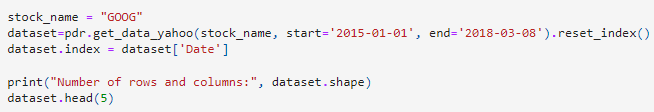 stock_name = "GOOG"
dataset=pdr.get_data_yahoo(stock_name, start='2015-01-01', end='2018-03-08').reset_index()
dataset.index = dataset['Date']

print("Number of rows and columns:", dataset.shape)
dataset.head(5)